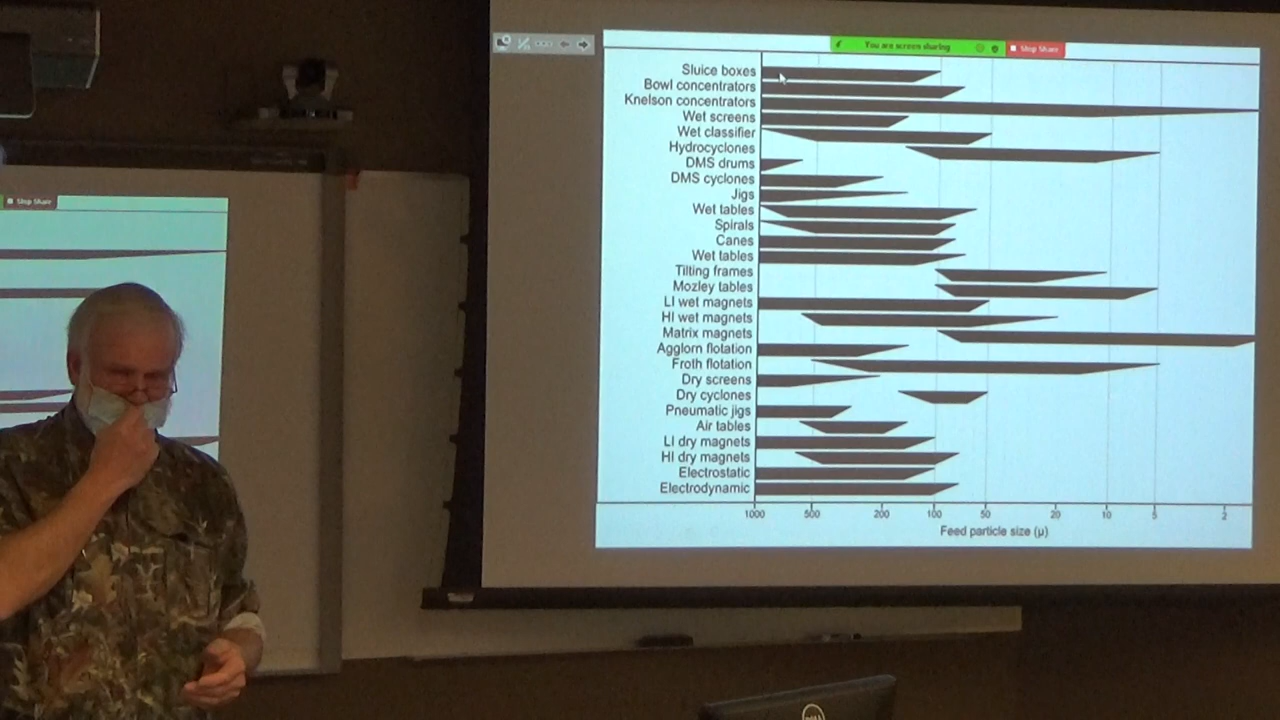 You are screen sharing
Stop Share
Stop Share
Sluice boxes
Bowl concentrators
Knelson concentrators
Wet screens
Wet classifier
Hydrocyclones
DMS drums
DMS cyclones
Jigs
Wet tables
Spirals
Canes
Wet tables
Tilting frames
Mozley tables
LI wet magnets
HI wet magnets
Matrix magnets
Agglom flotation
Froth flotation
Dry screens
Dry cyclones
Pneumatic jigs
Air tables
LI dry magnets
HI dry magnets
Electrostatic
Electrodynamic
1000 500 200 100 50 20 10 5 2
Feed particle size (μ)
DELL